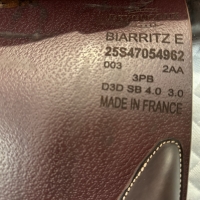 BIARRITZ E
25S47054962
D03 2AA
3PB
D3D SB 4.0 3.0
MADE IN FRANCE